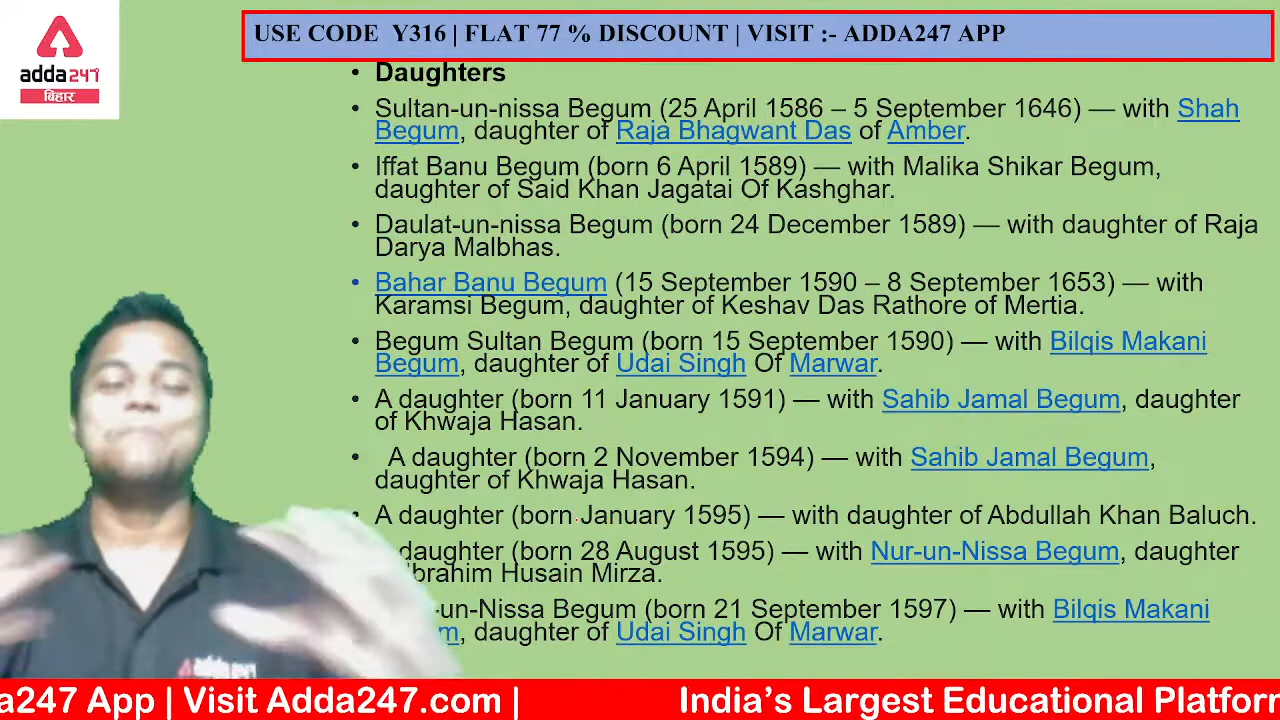 USE CODE Y316 | FLAT 77 % DISCOUNT | VISIT :- ADDA247 APP
adda247
बिहार
• Daughters
• Sultan-un-nissa Begum (25 April 1586 – 5 September 1646) — with Shah
Begum, daughter of Raja Bhagwant Das of Amber.
• Iffat Banu Begum (born 6 April 1589) — with Malika Shikar Begum,
daughter of Said Khan Jagatai Of Kashghar.
• Daulat-un-nissa Begum (born 24 December 1589) — with daughter of Raja
Darya Malbhas.
• Bahar Banu Begum (15 September 1590 – 8 September 1653) — with
Karamsi Begum, daughter of Keshav Das Rathore of Mertia.
• Begum Sultan Begum (born 15 September 1590) — with Bilqis Makani
Begum, daughter of Udai Singh Of Marwar.
• A daughter (born 11 January 1591) — with Sahib Jamal Begum, daughter
of Khwaja Hasan.
• A daughter (born 2 November 1594) — with Sahib Jamal Begum,
daughter of Khwaja Hasan.
• A daughter (born January 1595) — with daughter of Abdullah Khan Baluch.
daughter (born 28 August 1595) — with Nur-un-Nissa Begum, daughter
Ibrahim Husain Mirza.
-un-Nissa Begum (born 21 September 1597) — with Bilqis Makani
m, daughter of Udai Singh Of Marwar.
adda247
a247 App | Visit Adda247.com | India’s Largest Educational Platfor